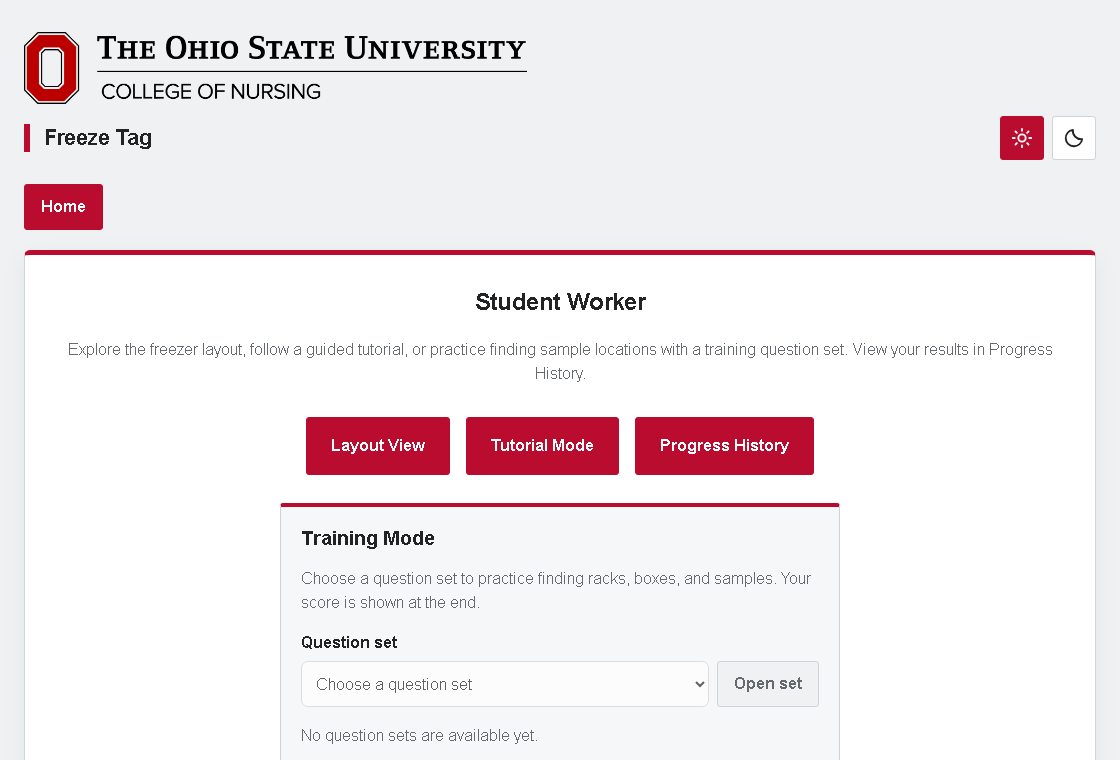 THE OHIO STATE UNIVERSITY
COLLEGE OF NURSING
Freeze Tag
Home
Student Worker
Explore the freezer layout, follow a guided tutorial, or practice finding sample locations with a training question set. View your results in Progress
History.
Layout View
Tutorial Mode
Progress History
Training Mode
Choose a question set to practice finding racks, boxes, and samples. Your
score is shown at the end.
Question set
Choose a question set
Open set
No question sets are available yet.